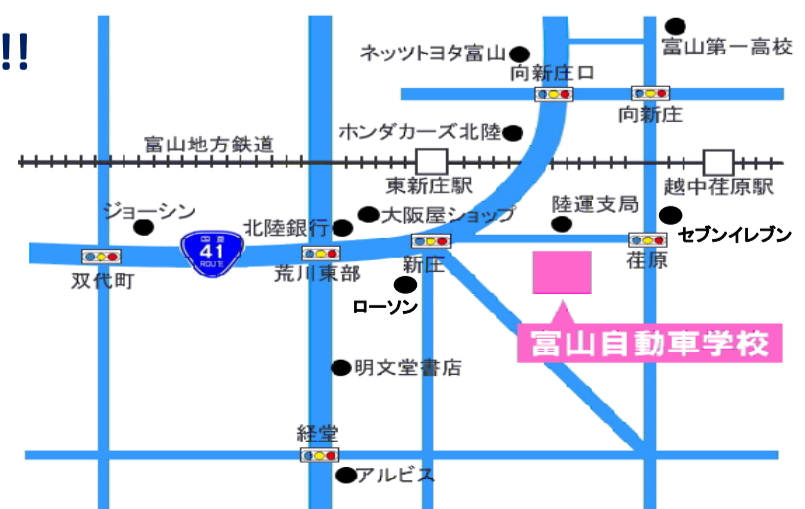 !!
富山第一高校
ネッツトヨタ富山
向新庄口
向新庄
ホンダカーズ北陸
富山地方鉄道
東新庄駅
越中荏原駅
ジョーシン
北陸銀行
大阪屋ショップ
陸運支局
セブンイレブン
国道
41
ROUTE
双代町
荒川東部
新庄
荏原
ローソン
富山自動車学校
明文堂書店
経堂
アルビス